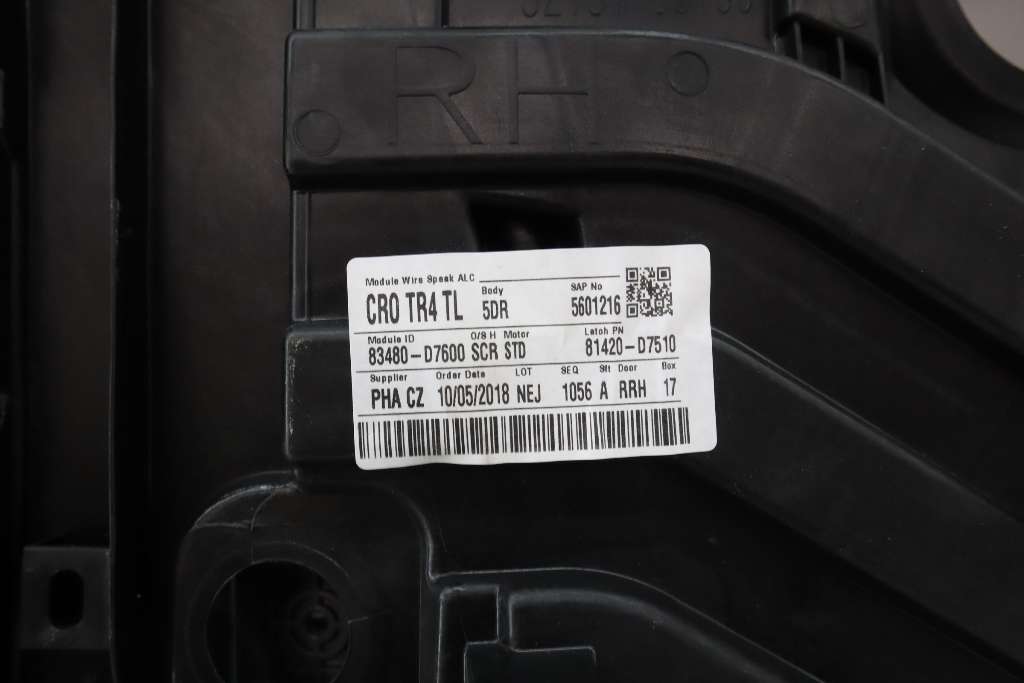 RH
Module Wire Speak ALC
Body SAP No
CRO TR4 TL 5DR 5601216
Module ID O/S H Motor Latch PN
83480-D7600 SCR STD 81420-D7510
Supplier Order Date LOT SEQ Sft Door Box
PHA CZ 10/05/2018 NEJ 1056 A RRH 17